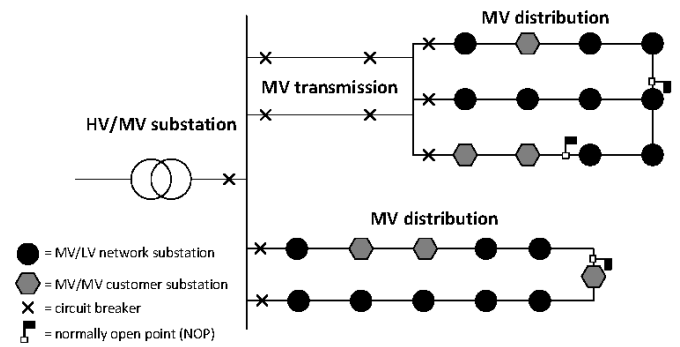 MV distribution
MV transmission
HV/MV substation
MV distribution
= MV/LV network substation
= MV/MV customer substation
= circuit breaker
= normally open point (NOP)